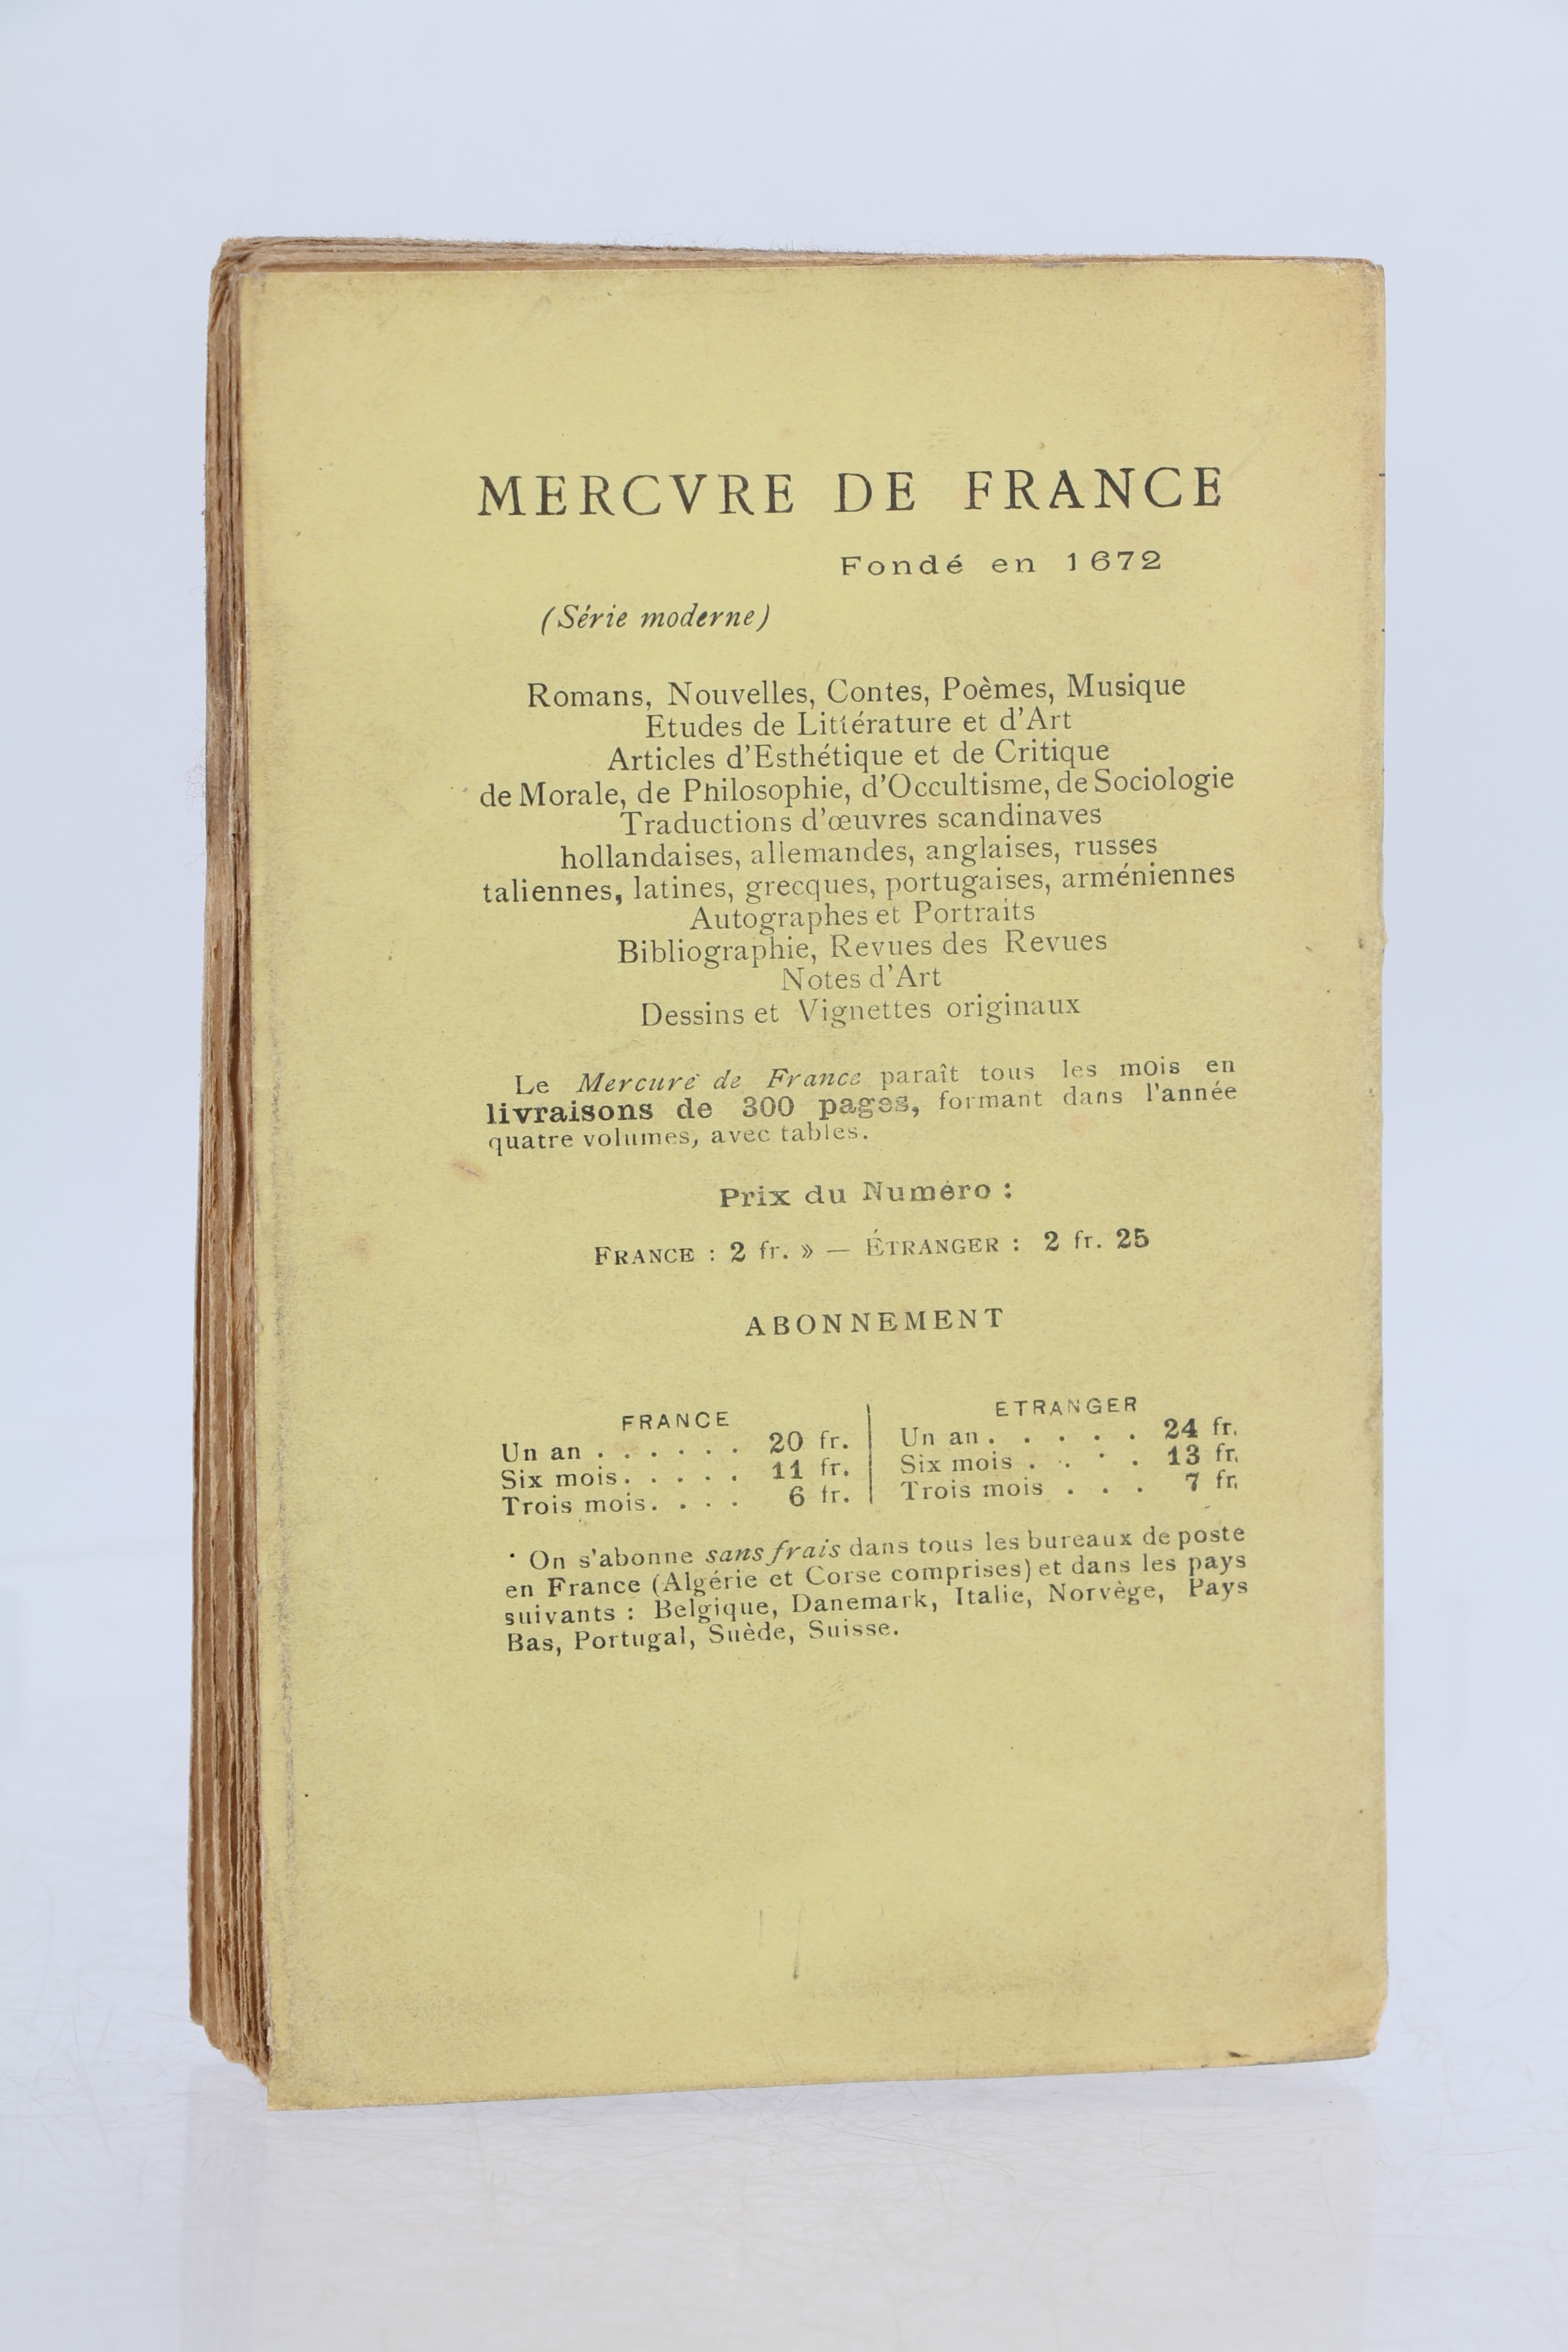 MERCVRE DE FRANCE
Fondé en 1672
(Série moderne)
Romans, Nouvelles, Contes, Poèmes, Musique
Etudes de Littérature et d'Art
Articles d'Esthétique et de Critique
de Morale, de Philosophie, d'Occultisme, de Sociologie
Traductions d'œuvres scandinaves
hollandaises, allemandes, anglaises, russes
taliennes, latines, grecques, portugaises, arméniennes
Autographes et Portraits
Bibliographie, Revues des Revues
Notes d'Art
Dessins et Vignettes originaux
Le Mercure de France paraît tous les mois en
livraisons de 300 pages, formant dans l'année
quatre volumes, avec tables.
Prix du Numéro :
FRANCE : 2 fr. » — ÉTRANGER : 2 fr. 25
ABONNEMENT
FRANCE
Un an . . . . . . 20 fr.
Six mois. . . . . 11 fr.
Trois mois. . . . 6 fr.
ETRANGER
Un an . . . . . 24 fr.
Six mois . . . . 13 fr.
Trois mois . . . 7 fr.
On s'abonne sans frais dans tous les bureaux de poste
en France (Algérie et Corse comprises) et dans les pays
suivants : Belgique, Danemark, Italie, Norvège, Pays
Bas, Portugal, Suède, Suisse.